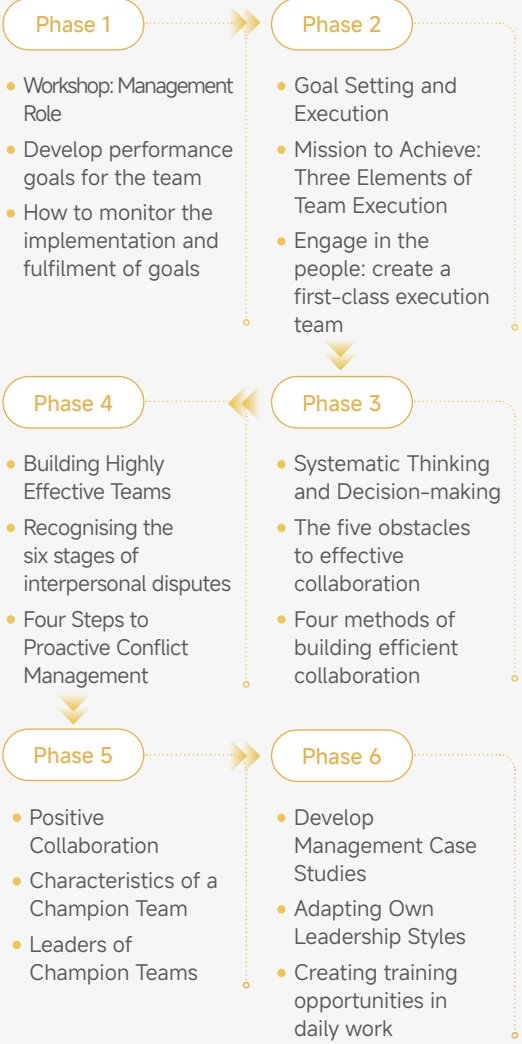 Phase 1
Workshop: Management
Role
Develop performance
goals for the team
How to monitor the
implementation and
fulfilment of goals
Phase 2
Goal Setting and
Execution
Mission to Achieve:
Three Elements of
Team Execution
Engage in the
people: create a
first-class execution
team
Phase 3
Systematic Thinking
and Decision-making
The five obstacles
to effective
collaboration
Four methods of
building efficient
collaboration
Phase 4
Building Highly
Effective Teams
Recognising the
six stages of
interpersonal disputes
Four Steps to
Proactive Conflict
Management
Phase 5
Positive
Collaboration
Characteristics of a
Champion Team
Leaders of
Champion Teams
Phase 6
Develop
Management Case
Studies
Adapting Own
Leadership Styles
Creating training
opportunities in
daily work